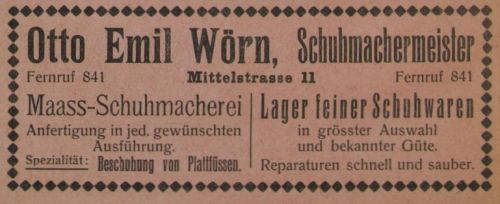 Otto Emil Wörn, Schuhmachermeister
Fernruf 841 Mittelstrasse 11 Fernruf 841
Maass-Schuhmacherei
Anfertigung in jed. gewünschten
Ausführung.
Spezialität: Beschuhung von Plattfüssen.
Lager feiner Schuhwaren
in grösster Auswahl
und bekannter Güte.
Reparaturen schnell und sauber.